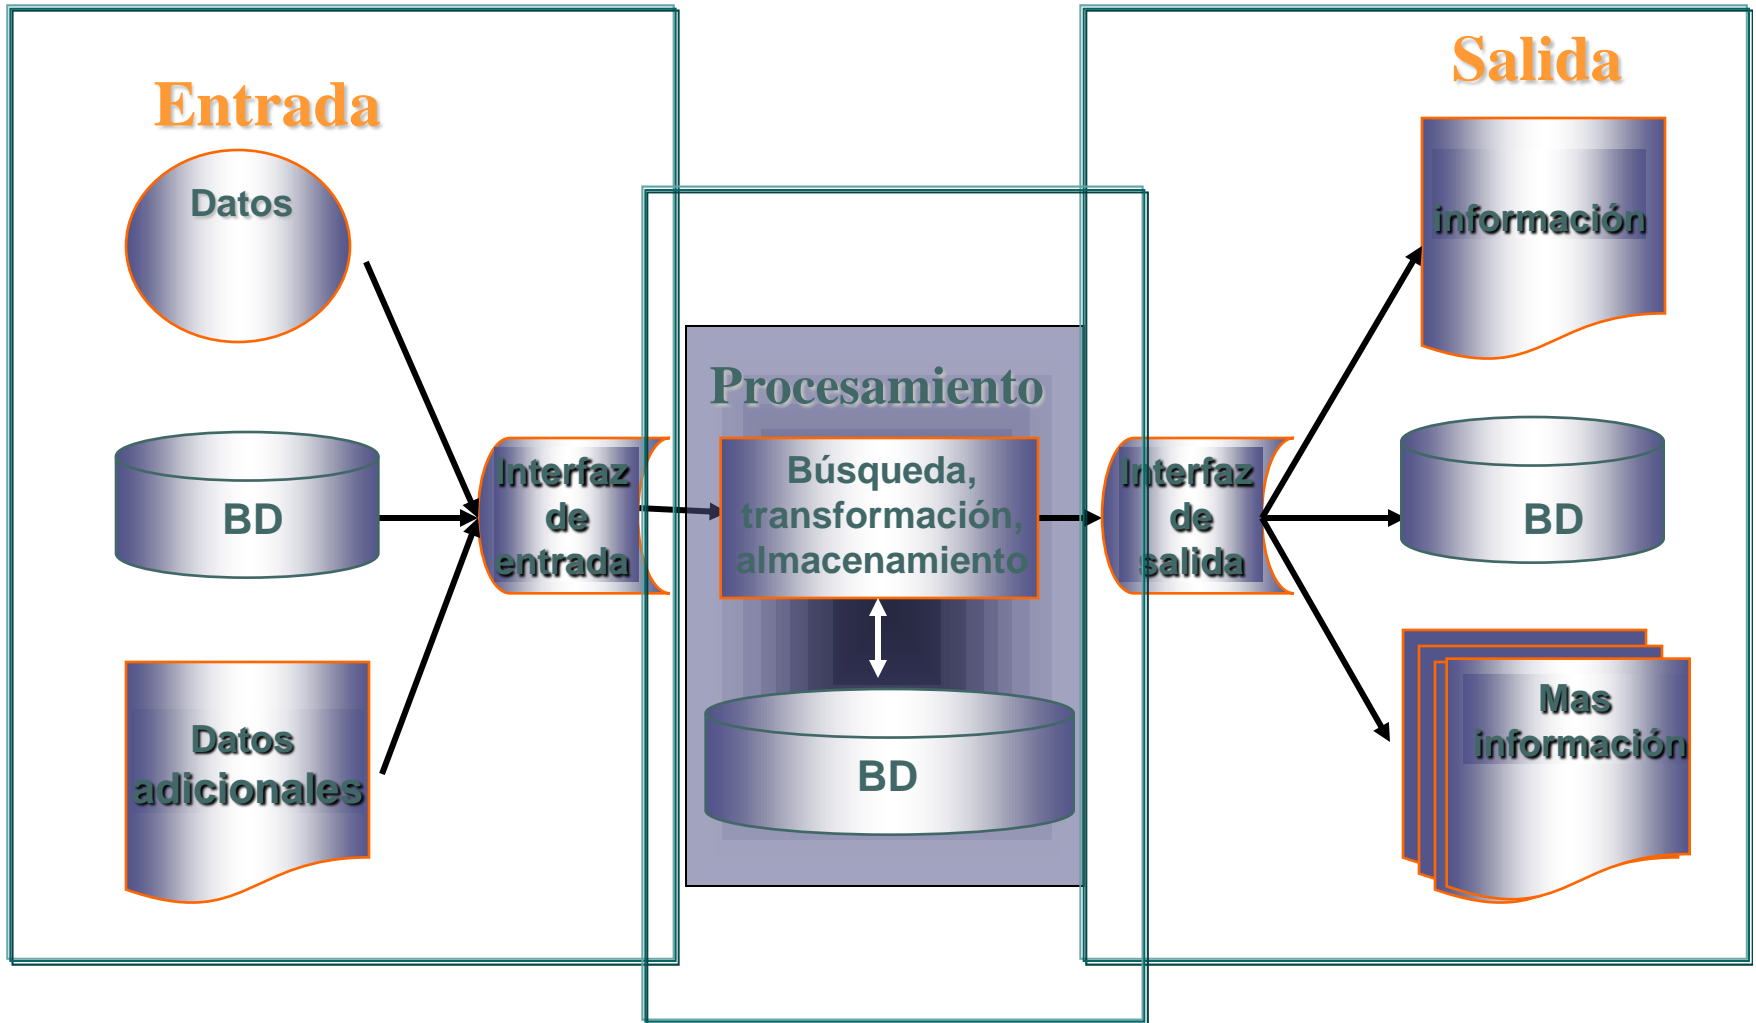 Entrada
Datos
BD
Datos
adicionales
Interfaz
de
entrada
Procesamiento
Búsqueda,
transformación,
almacenamiento
BD
Interfaz
de
salida
Salida
información
BD
Mas
información